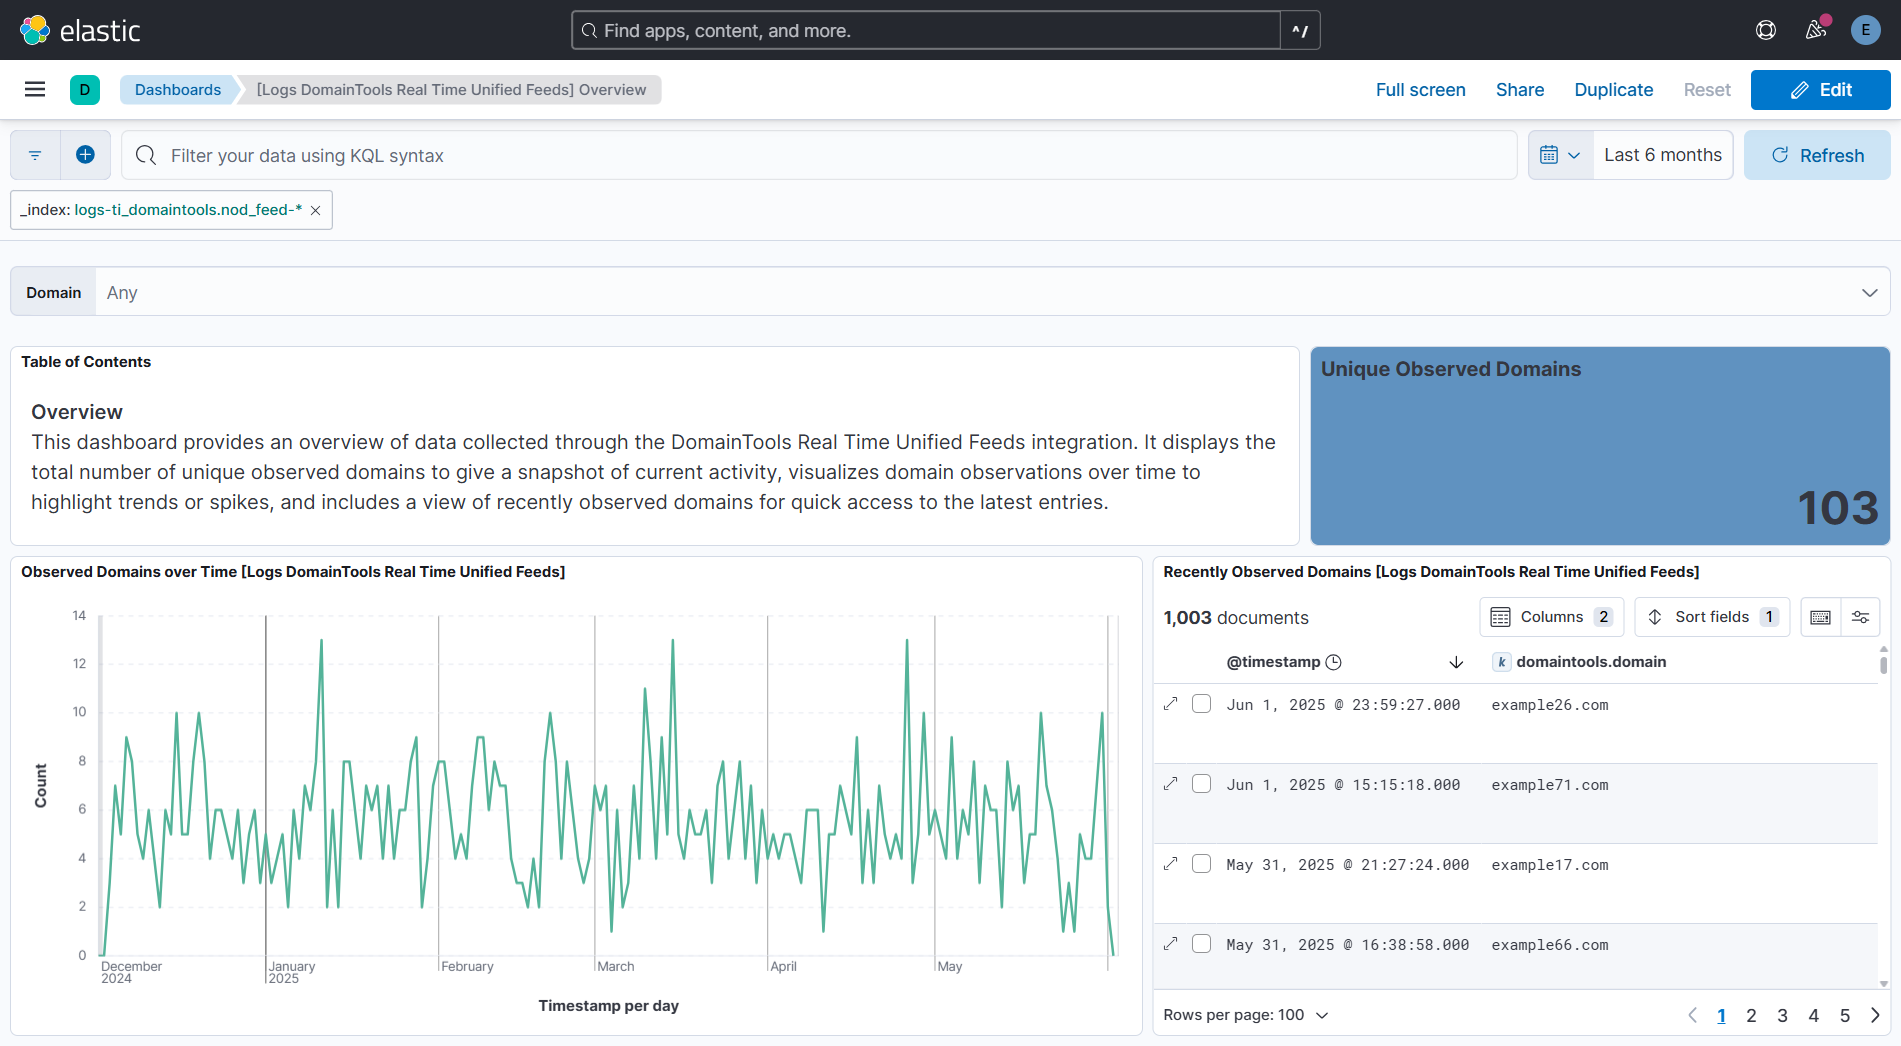 elastic
Find apps, content, and more.
^/
E
D
Dashboards
[Logs DomainTools Real Time Unified Feeds] Overview
Full screen
Share
Duplicate
Reset
Edit
Filter your data using KQL syntax
Last 6 months
Refresh
_index: logs-ti_domaintools.nod_feed-*
Domain
Any
Table of Contents
Overview
This dashboard provides an overview of data collected through the DomainTools Real Time Unified Feeds integration. It displays the
total number of unique observed domains to give a snapshot of current activity, visualizes domain observations over time to
highlight trends or spikes, and includes a view of recently observed domains for quick access to the latest entries.
Unique Observed Domains
103
Observed Domains over Time [Logs DomainTools Real Time Unified Feeds]
14
12
10
8
6
4
2
0
Count
December
2024
January
2025
February
March
April
May
Timestamp per day
Recently Observed Domains [Logs DomainTools Real Time Unified Feeds]
1,003 documents
Columns 2
Sort fields 1
@timestamp
k domaintools.domain
Jun 1, 2025 @ 23:59:27.000 example26.com
Jun 1, 2025 @ 15:15:18.000 example71.com
May 31, 2025 @ 21:27:24.000 example17.com
May 31, 2025 @ 16:38:58.000 example66.com
Rows per page: 100
1 2 3 4 5